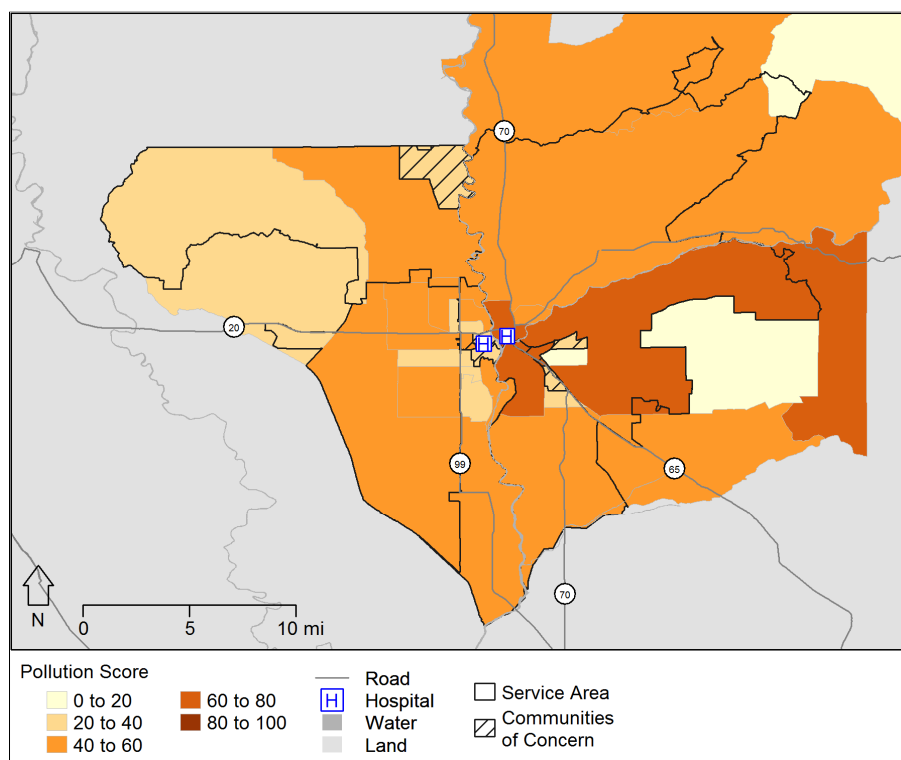 70
20
99
65
70
N
0 5 10 mi
Pollution Score
0 to 20
20 to 40
40 to 60
60 to 80
80 to 100
Road
H Hospital
Water
Land
Service Area
Communities
of Concern
H
H